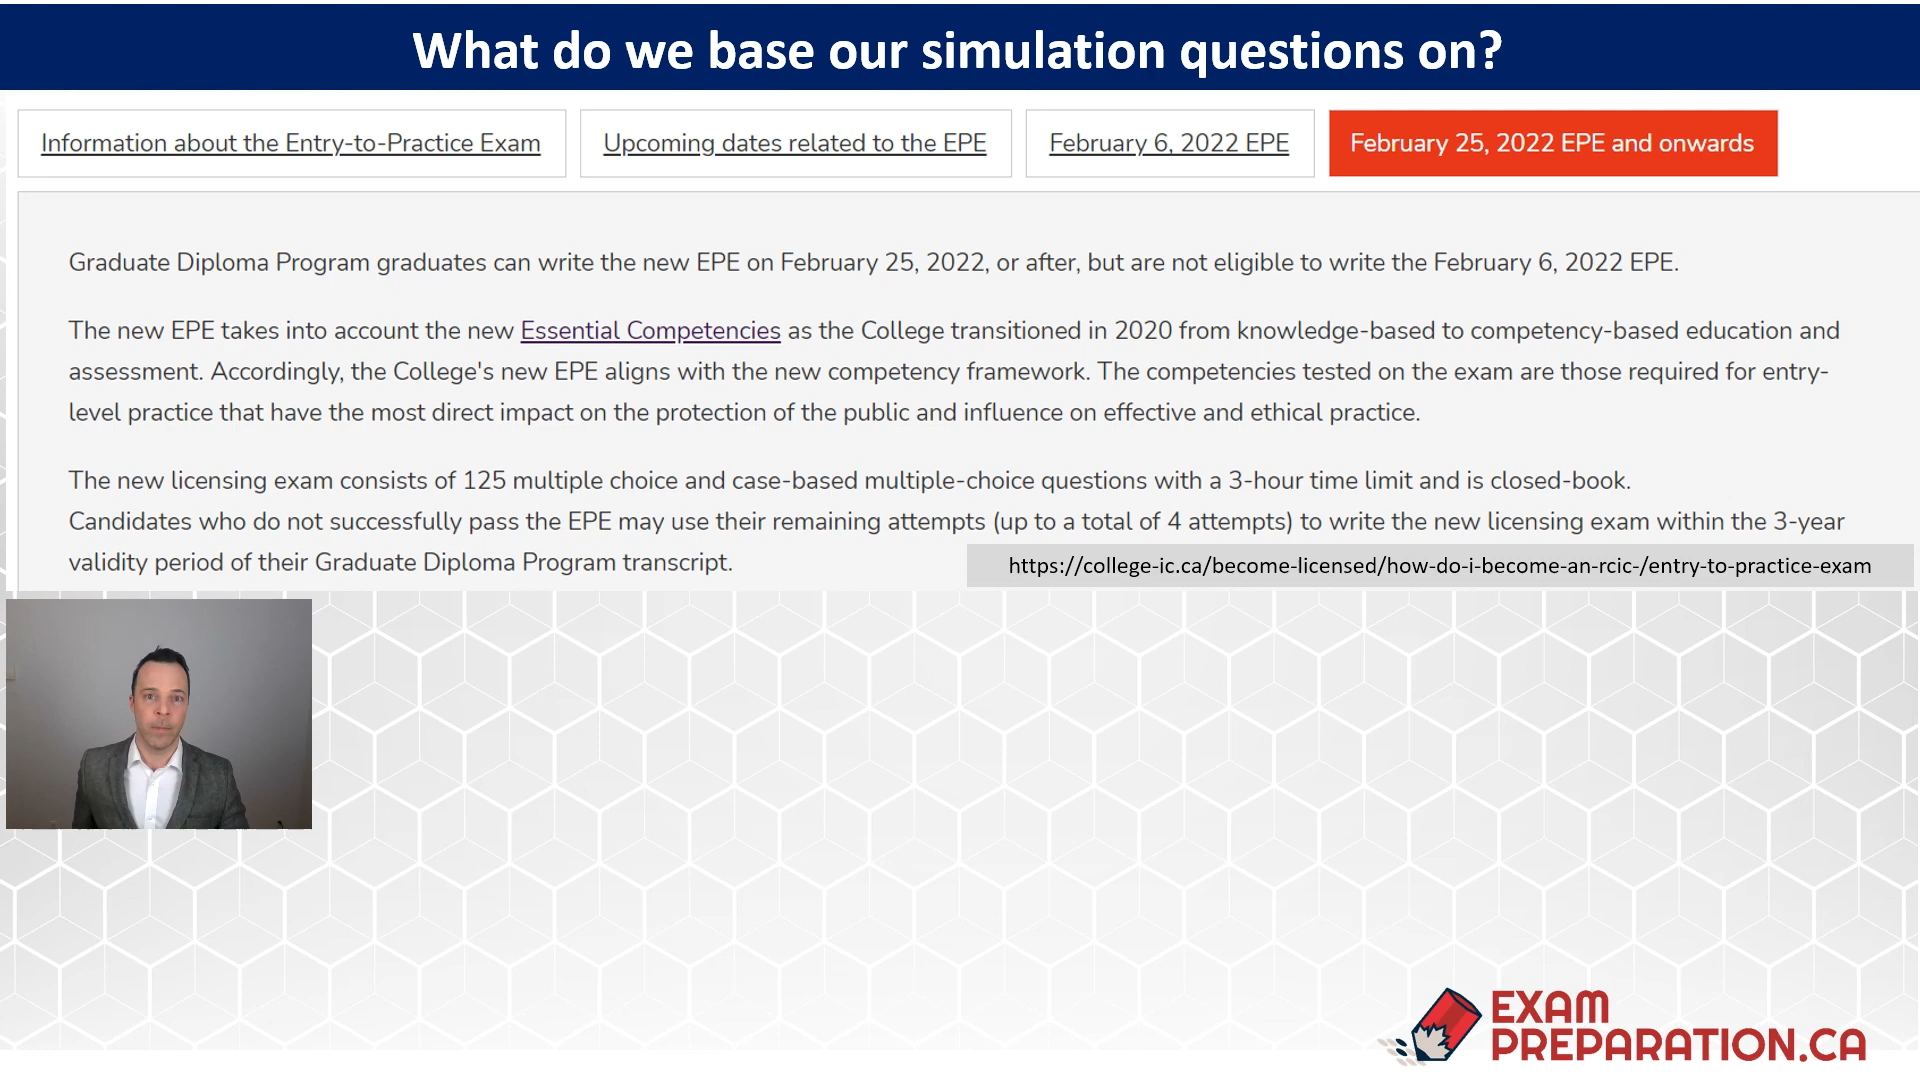 What do we base our simulation questions on?
Information about the Entry-to-Practice Exam
Upcoming dates related to the EPE
February 6, 2022 EPE
February 25, 2022 EPE and onwards
Graduate Diploma Program graduates can write the new EPE on February 25, 2022, or after, but are not eligible to write the February 6, 2022 EPE.
The new EPE takes into account the new Essential Competencies as the College transitioned in 2020 from knowledge-based to competency-based education and
assessment. Accordingly, the College's new EPE aligns with the new competency framework. The competencies tested on the exam are those required for entry-
level practice that have the most direct impact on the protection of the public and influence on effective and ethical practice.
The new licensing exam consists of 125 multiple choice and case-based multiple-choice questions with a 3-hour time limit and is closed-book.
Candidates who do not successfully pass the EPE may use their remaining attempts (up to a total of 4 attempts) to write the new licensing exam within the 3-year
validity period of their Graduate Diploma Program transcript.
https://college-ic.ca/become-licensed/how-do-i-become-an-rcic-/entry-to-practice-exam
EXAM
PREPARATION.CA